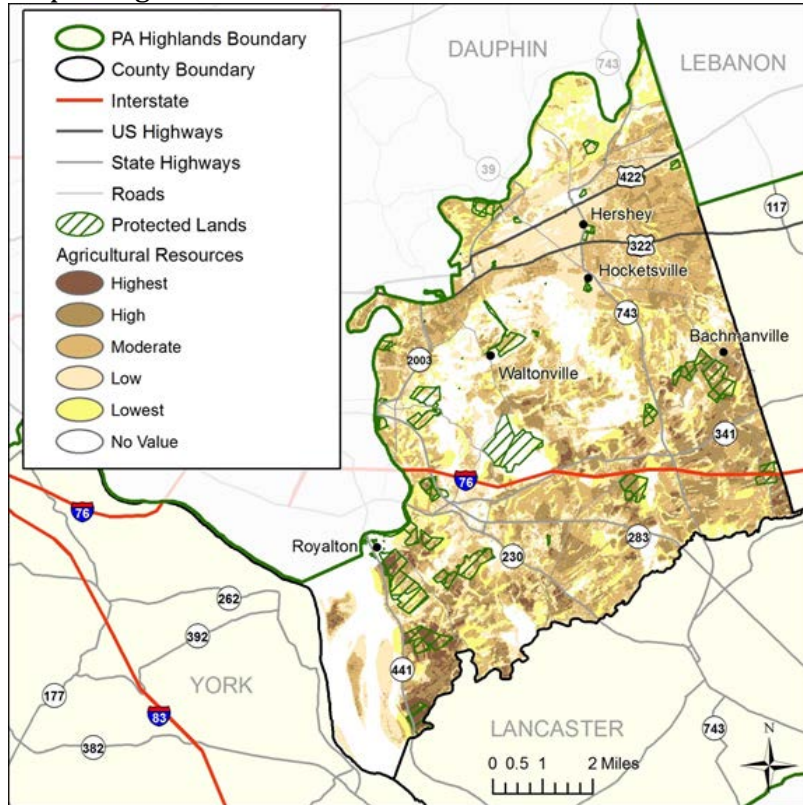 PA Highlands Boundary
County Boundary
Interstate
US Highways
State Highways
Roads
Protected Lands
Agricultural Resources
Highest
High
Moderate
Low
Lowest
No Value
DAUPHIN
743
LEBANON
39
422
117
Hershey
322
Hocketsville
743
Bachmanville
2003
Waltonville
341
76
76
Royalton
283
230
262
392
441
YORK
177
83
LANCASTER
382
743
N
0 0.5 1 2 Miles